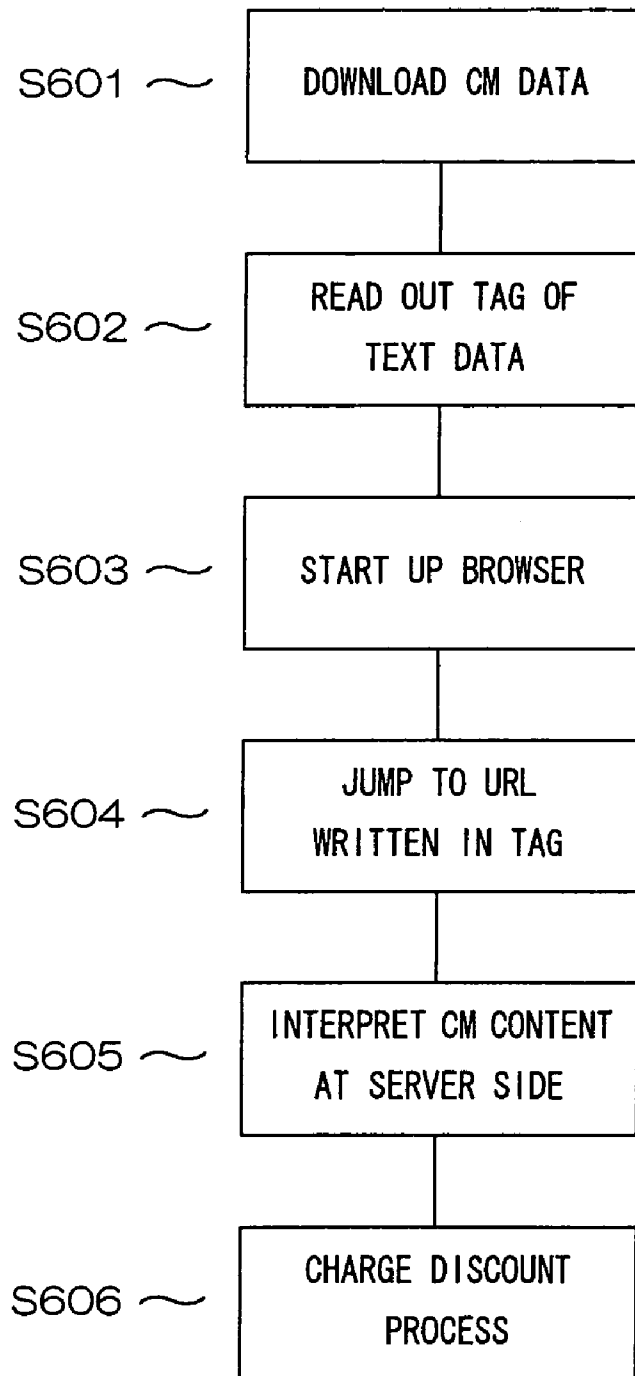 S601 ~ DOWNLOAD CM DATA
S602 ~ READ OUT TAG OF
TEXT DATA
S603 ~ START UP BROWSER
JUMP TO URL
S604 ~ WRITTEN IN TAG
INTERPRET CM CONTENT
S605 ~ AT SERVER SIDE
CHARGE DISCOUNT
S606 ~ PROCESS